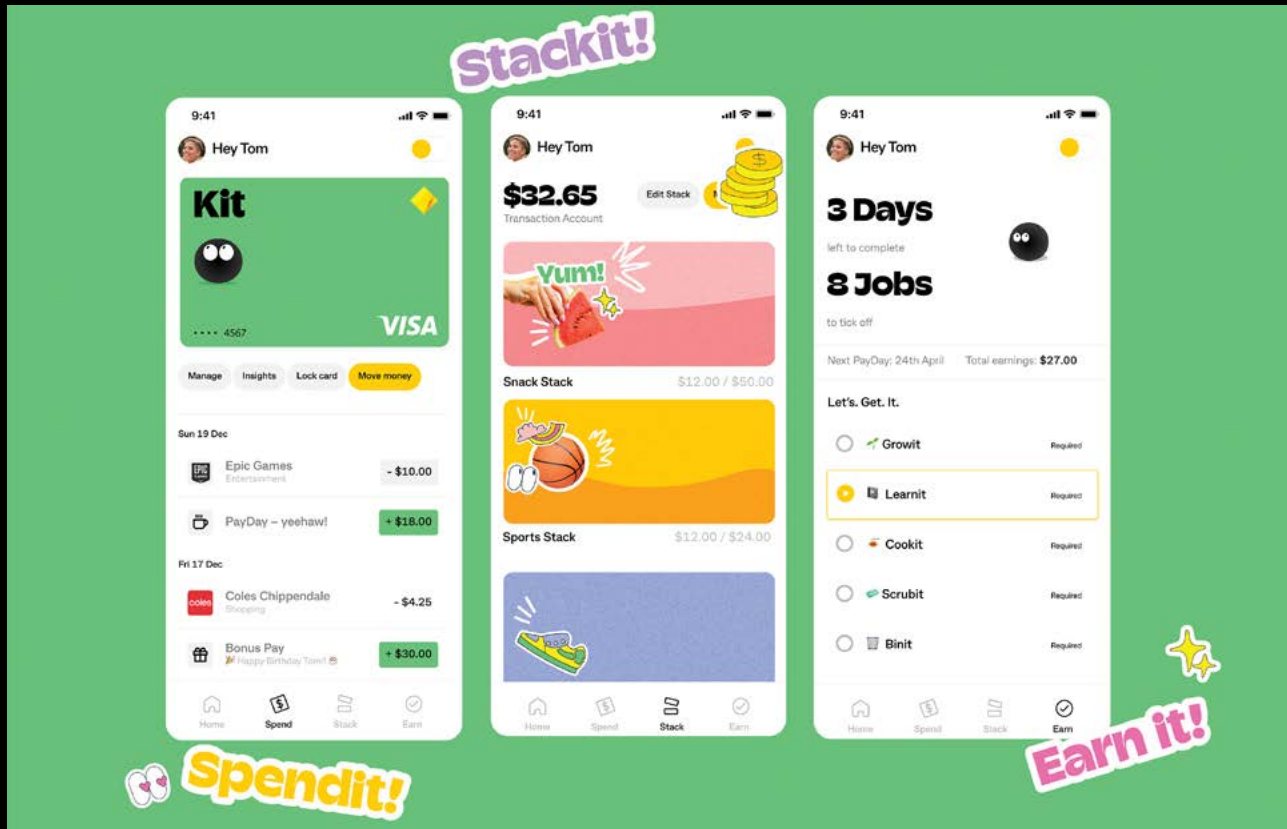 Stackit!
9:41
Hey Tom
Kit
.... 4567
VISA
Manage Insights Lock card Move money
Sun 19 Dec
EPIC
Epic Games
Entertainment
- $10.00
PayDay – yeehaw!
+ $18.00
Fri 17 Dec
coles
Coles Chippendale
Shopping
- $4.25
Bonus Pay
🎉 Happy Birthday Tom!! 🎂
+ $30.00
Home Spend Stack Earn
Spendit!
9:41
Hey Tom
$32.65
Transaction Account
Edit Stack
$
Yum!
Snack Stack $12.00 / $50.00
Sports Stack $12.00 / $24.00
Home Spend Stack Earn
9:41
Hey Tom
3 Days
left to complete
8 Jobs
to tick off
Next PayDay: 24th April Total earnings: $27.00
Let's. Get. It.
Growit Required
Learnit Required
Cookit Required
Scrubit Required
Binit Required
Home Spend Stack Earn
Earn it!